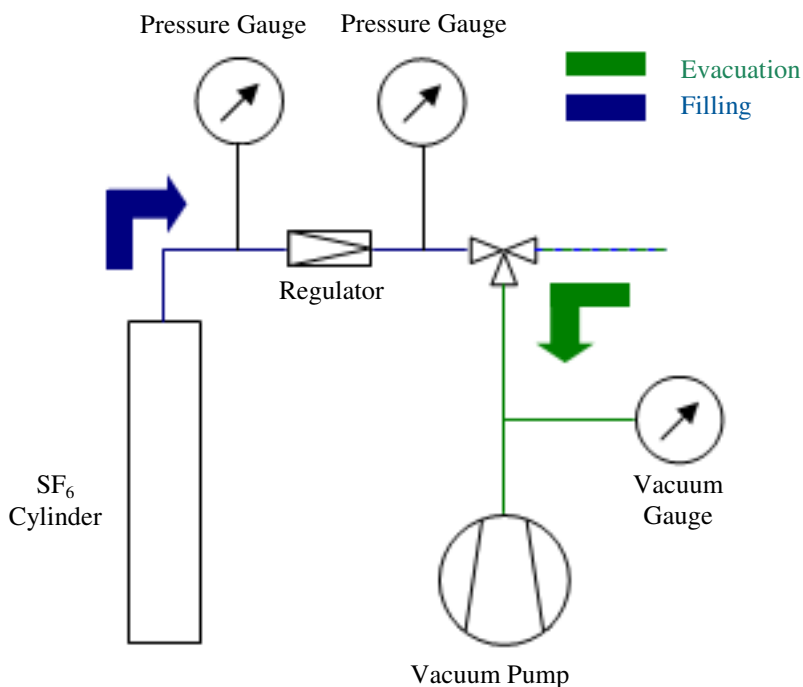 Pressure Gauge
Pressure Gauge
Evacuation
Filling
Regulator
SF₆
Cylinder
Vacuum
Gauge
Vacuum Pump